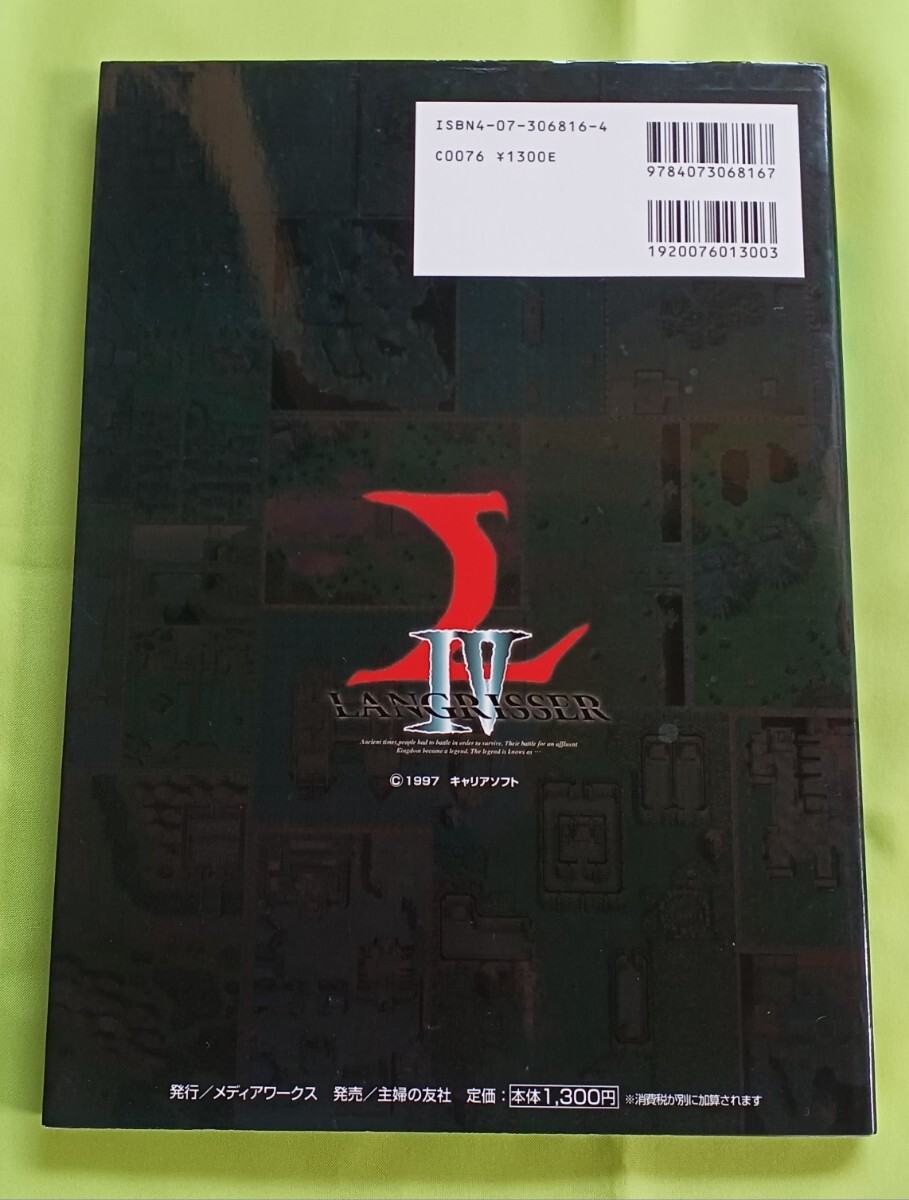 ISBN4-07-306816-4
C0076 ¥1300E
9784073068167
1920076013003
L
IV
LANGRISSER
Ancient times, people had to battle in order to survive. Their battle for an affluent
Kingdom became a legend. The legend is knows as …
©1997 キャリアソフト
発行／メディアワークス 発売／主婦の友社 定価：本体1,300円 ※消費税が別に加算されます